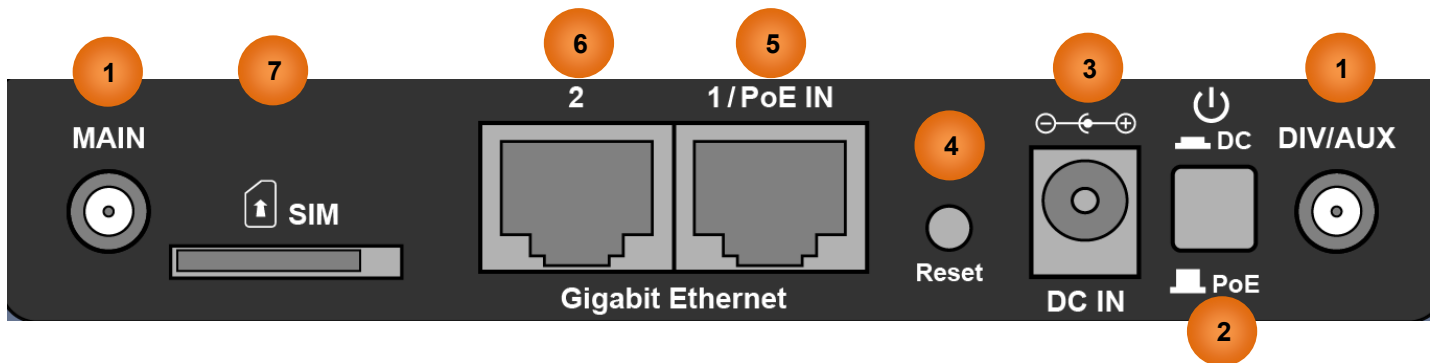 1
7
6
5
3
1
2
1/PoE IN
MAIN
4
DC
DIV/AUX
SIM
Reset
Gigabit Ethernet
DC IN
PoE
2